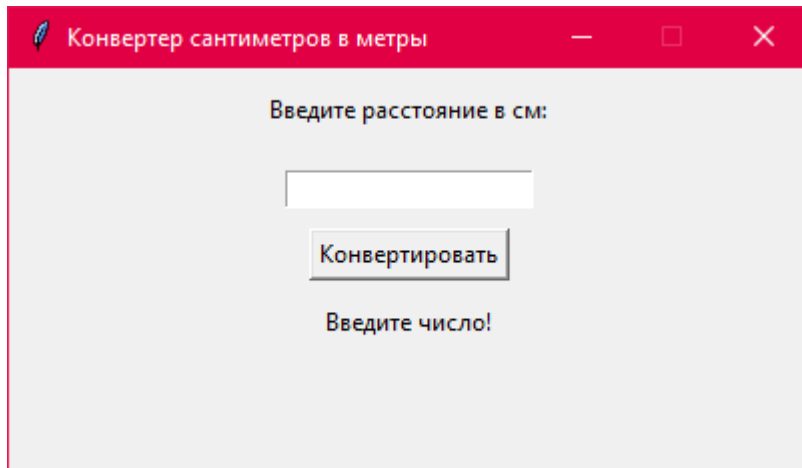 Конвертер сантиметров в метры
Введите расстояние в см:
Конвертировать
Введите число!